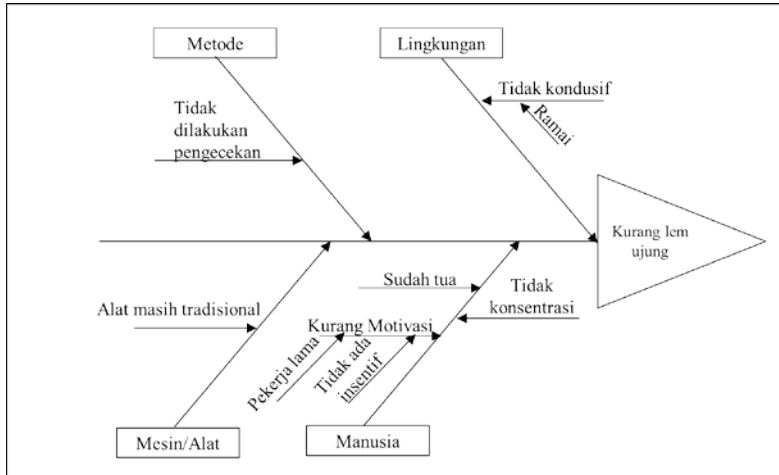 Metode
Lingkungan
Tidak
dilakukan
pengecekan
Tidak kondusif
Ramai
Kurang lem
ujung
Alat masih tradisional
Sudah tua
Tidak
konsentrasi
Kurang Motivasi
Pekerja lama
Tidak ada
insentif
Mesin/Alat
Manusia